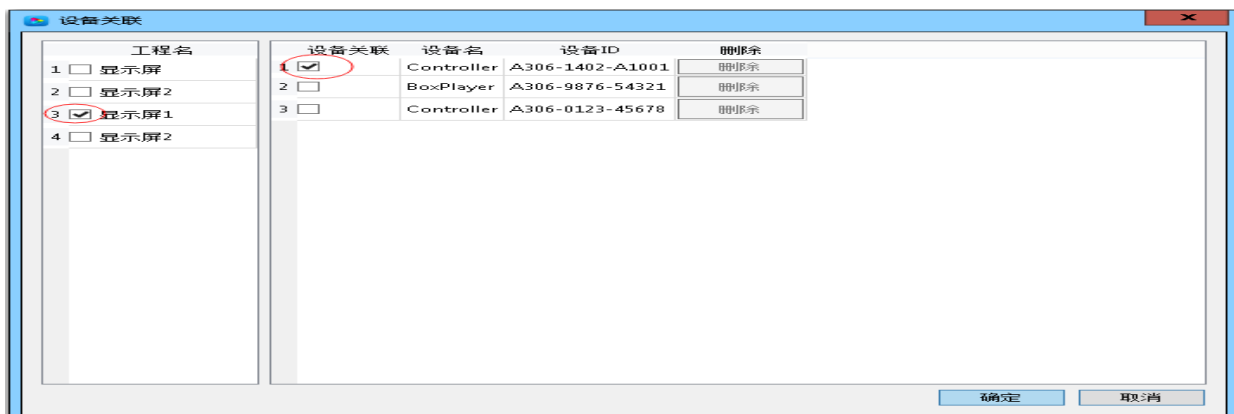 设备关联
工程名
1 显示屏
2 显示屏2
3 显示屏1
4 显示屏2
设备关联 设备名 设备ID 删除
1 Controller A306-1402-A1001 删除
2 BoxPlayer A306-9876-54321 删除
3 Controller A306-0123-45678 删除
确定 取消